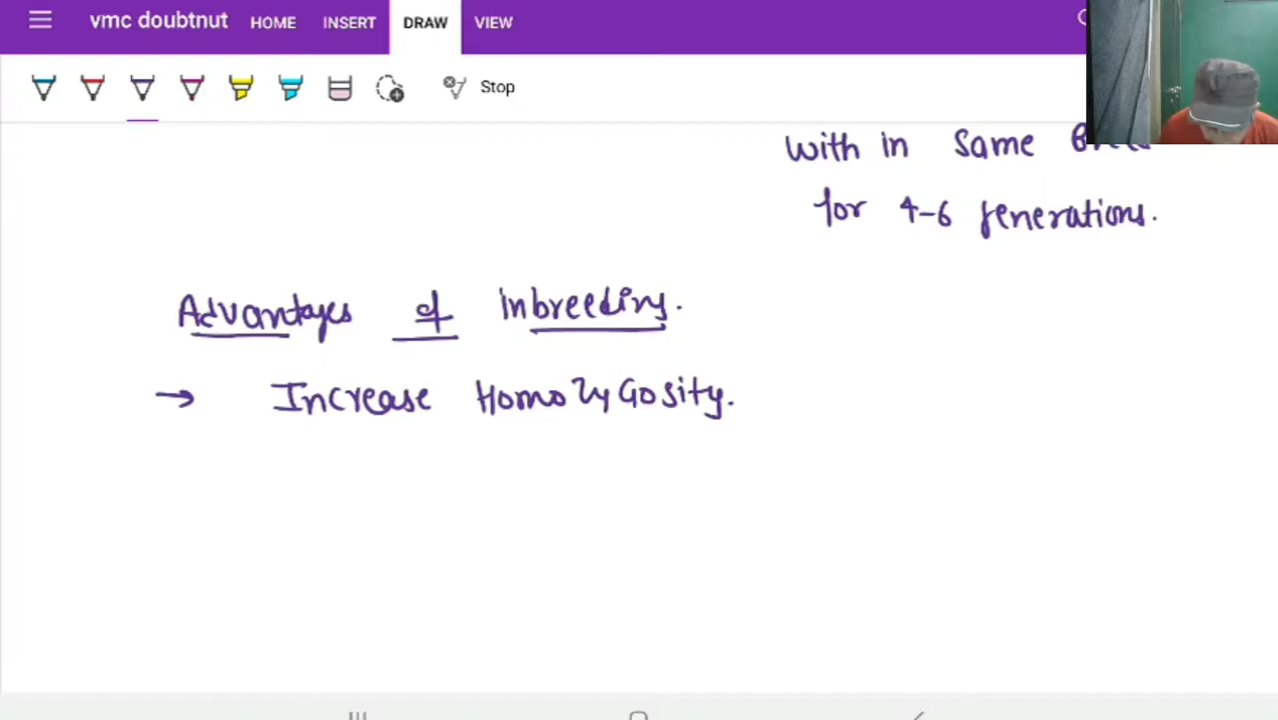 vmc doubtnut HOME INSERT DRAW VIEW
Stop
with in Same
for 4-6 generations.
Advantages of inbreeding.
→ Increase HomoZyGosity.